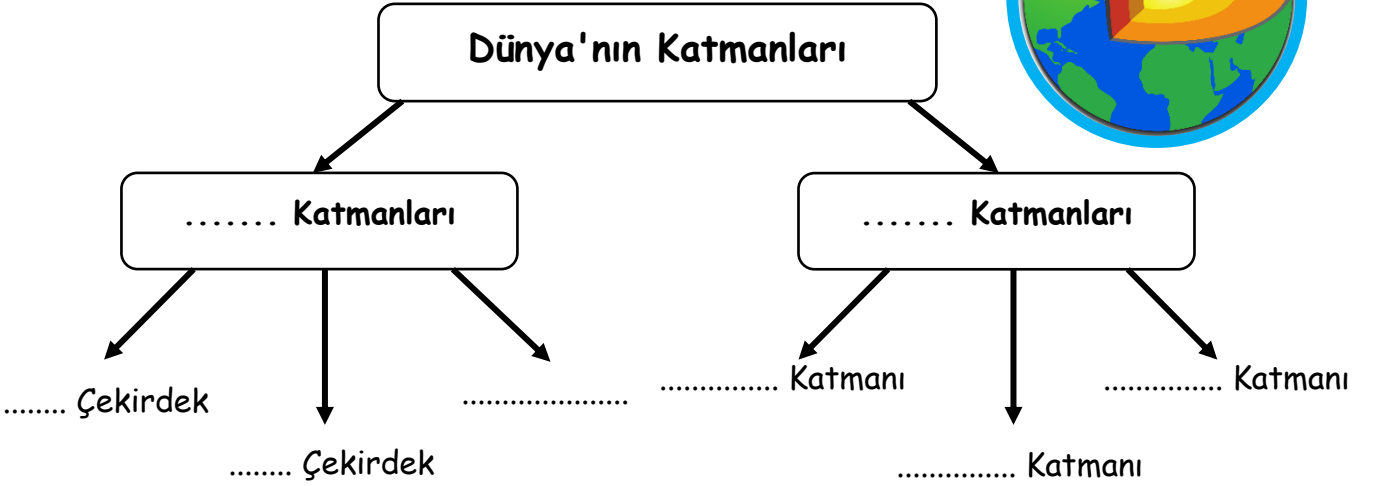 Dünya'nın Katmanları
....... Katmanları
....... Katmanları
........ Çekirdek
........ Çekirdek
.....................
............... Katmanı
............... Katmanı
............... Katmanı